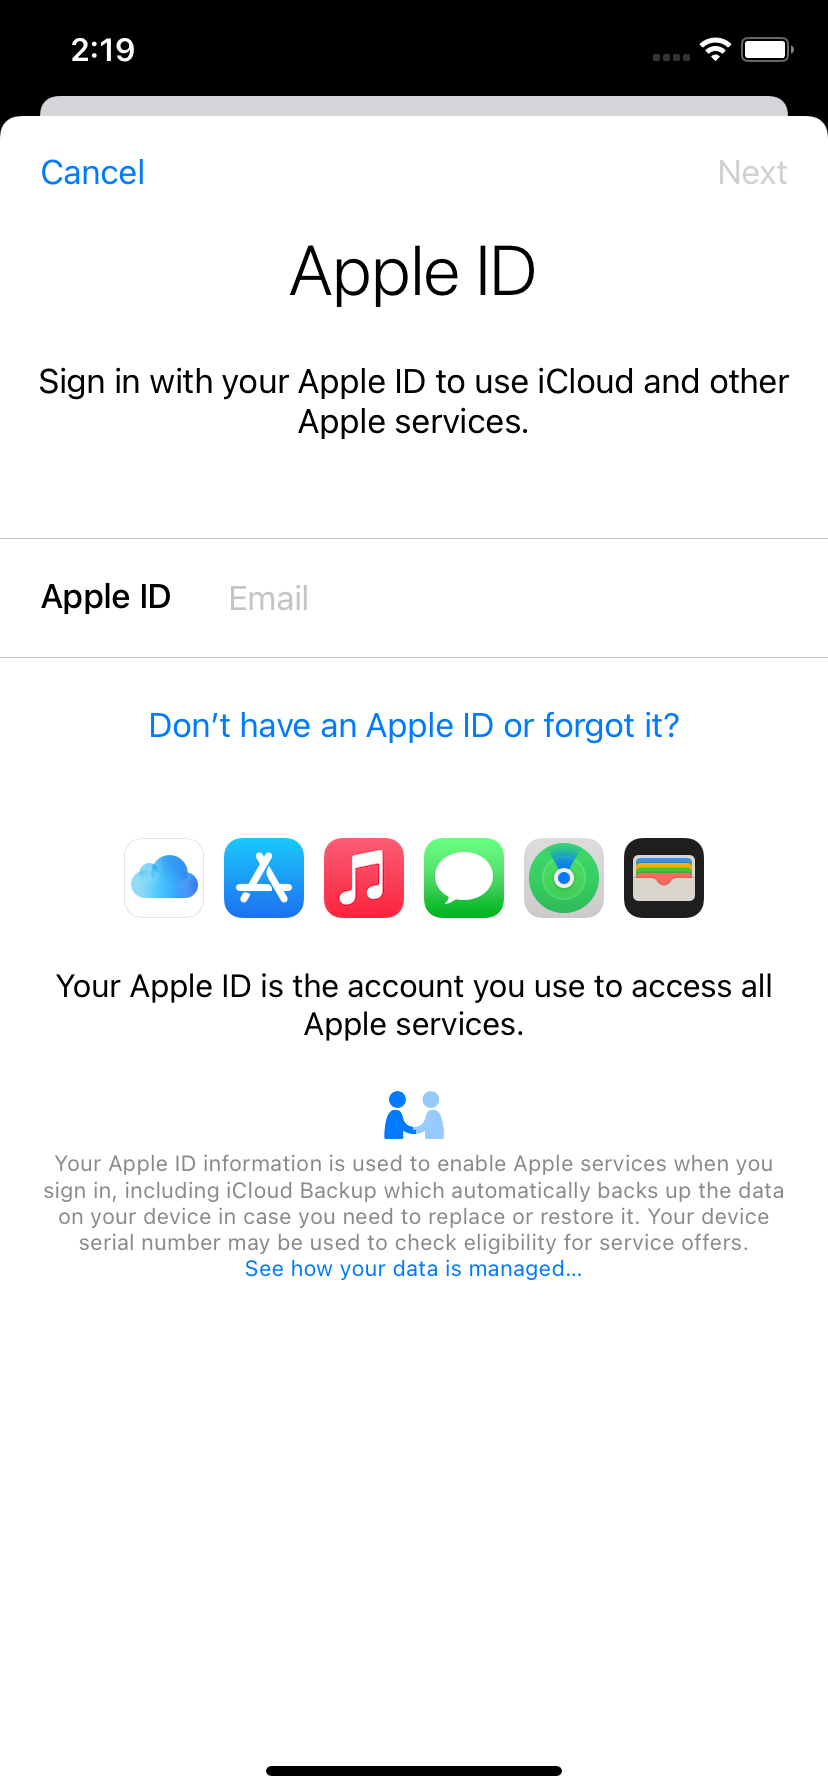 2:19
Cancel
Next
Apple ID
Sign in with your Apple ID to use iCloud and other
Apple services.
Apple ID
Email
Don’t have an Apple ID or forgot it?
Your Apple ID is the account you use to access all
Apple services.
Your Apple ID information is used to enable Apple services when you
sign in, including iCloud Backup which automatically backs up the data
on your device in case you need to replace or restore it. Your device
serial number may be used to check eligibility for service offers.
See how your data is managed...